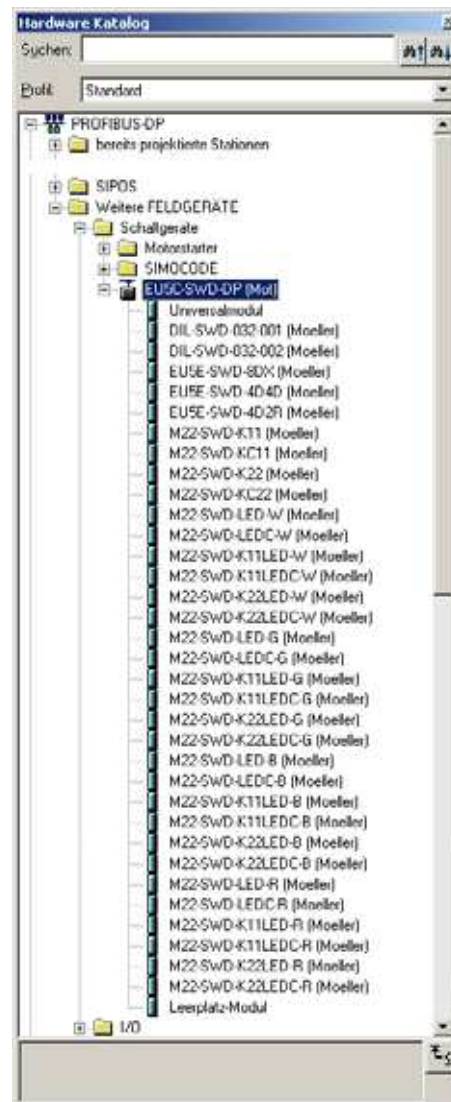 Hardware Katalog
Suchen:
Profil: Standard
PROFIBUS-DP
bereits projektierte Stationen
SIPOS
Weitere FELDGERÄTE
Schaltgeräte
Motorstarter
SIMOCODE
EU5C-SWD-DP (Mot)
Universalmodul
DIL-SWD-032-001 (Moeller)
DIL-SWD-032-002 (Moeller)
EU5E-SWD-8DX (Moeller)
EU5E-SWD-4D4D (Moeller)
EU5E-SWD-4D2R (Moeller)
M22-SWD-K11 (Moeller)
M22-SWD-KC11 (Moeller)
M22-SWD-K22 (Moeller)
M22-SWD-KC22 (Moeller)
M22-SWD-LED-W (Moeller)
M22-SWD-LEDC-W (Moeller)
M22-SWD-K11LED-W (Moeller)
M22-SWD-K11LEDC-W (Moeller)
M22-SWD-K22LED-W (Moeller)
M22-SWD-K22LEDC-W (Moeller)
M22-SWD-LED-G (Moeller)
M22-SWD-LEDC-G (Moeller)
M22-SWD-K11LED-G (Moeller)
M22-SWD-K11LEDC-G (Moeller)
M22-SWD-K22LED-G (Moeller)
M22-SWD-K22LEDC-G (Moeller)
M22-SWD-LED-B (Moeller)
M22-SWD-LEDC-B (Moeller)
M22-SWD-K11LED-B (Moeller)
M22-SWD-K11LEDC-B (Moeller)
M22-SWD-K22LED-B (Moeller)
M22-SWD-K22LEDC-B (Moeller)
M22-SWD-LED-R (Moeller)
M22-SWD-LEDC-R (Moeller)
M22-SWD-K11LED-R (Moeller)
M22-SWD-K11LEDC-R (Moeller)
M22-SWD-K22LED-R (Moeller)
M22-SWD-K22LEDC-R (Moeller)
Leerplatz-Modul
I/O